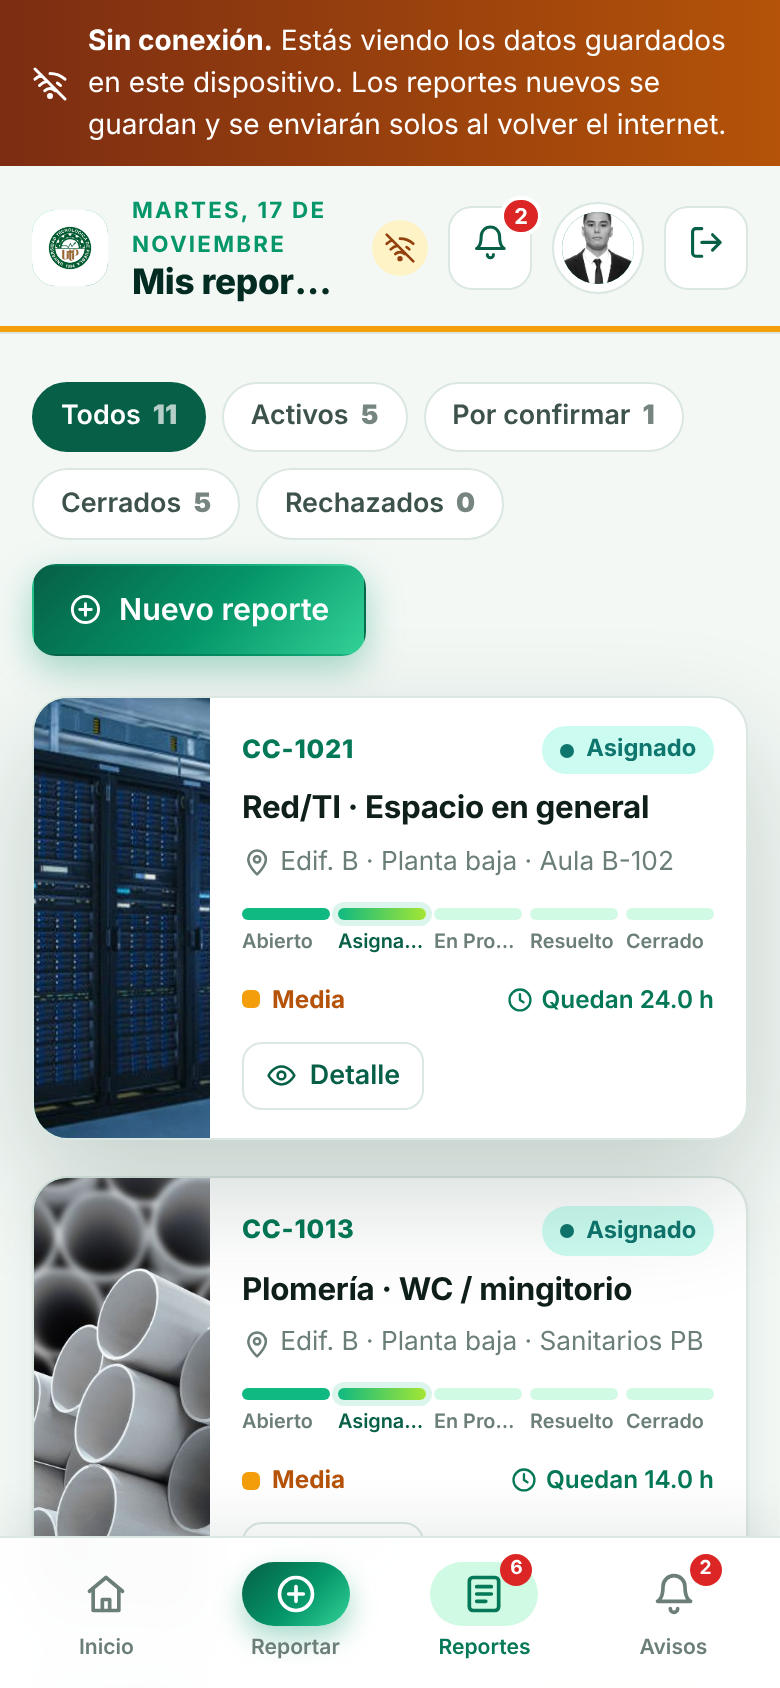 Sin conexión. Estás viendo los datos guardados
en este dispositivo. Los reportes nuevos se
guardan y se enviarán solos al volver el internet.
MARTES, 17 DE
NOVIEMBRE
Mis repor...
2
Todos 11
Activos 5
Por confirmar 1
Cerrados 5
Rechazados 0
Nuevo reporte
CC-1021
Asignado
Red/TI · Espacio en general
Edif. B · Planta baja · Aula B-102
Abierto
Asigna...
En Pro...
Resuelto
Cerrado
Media
Quedan 24.0 h
Detalle
CC-1013
Asignado
Plomería · WC / mingitorio
Edif. B · Planta baja · Sanitarios PB
Abierto
Asigna...
En Pro...
Resuelto
Cerrado
Media
Quedan 14.0 h
6
2
Inicio
Reportar
Reportes
Avisos